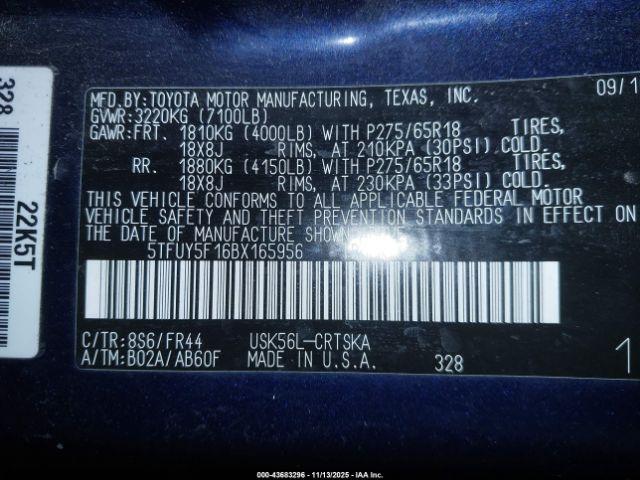 MFD.BY:TOYOTA MOTOR MANUFACTURING, TEXAS, INC. 09/1
GVWR:3220KG (7100LB)
GAWR:FRT. 1810KG (4000LB) WITH P275/65R18 TIRES,
18X8J RIMS, AT 210KPA (30PSI) COLD.
RR. 1880KG (4150LB) WITH P275/65R18 TIRES,
18X8J RIMS, AT 230KPA (33PSI) COLD.
THIS VEHICLE CONFORMS TO ALL APPLICABLE FEDERAL MOTOR
VEHICLE SAFETY AND THEFT PREVENTION STANDARDS IN EFFECT ON
THE DATE OF MANUFACTURE SHOWN ABOVE.
5TFUY5F16BX165956
C/TR:8S6/FR44 USK56L-CRTSKA
A/TM:B02A/AB60F MADE IN U.S.A. 328
1
328
22K5T
000-43683296 - 11/13/2025 - IAA Inc.